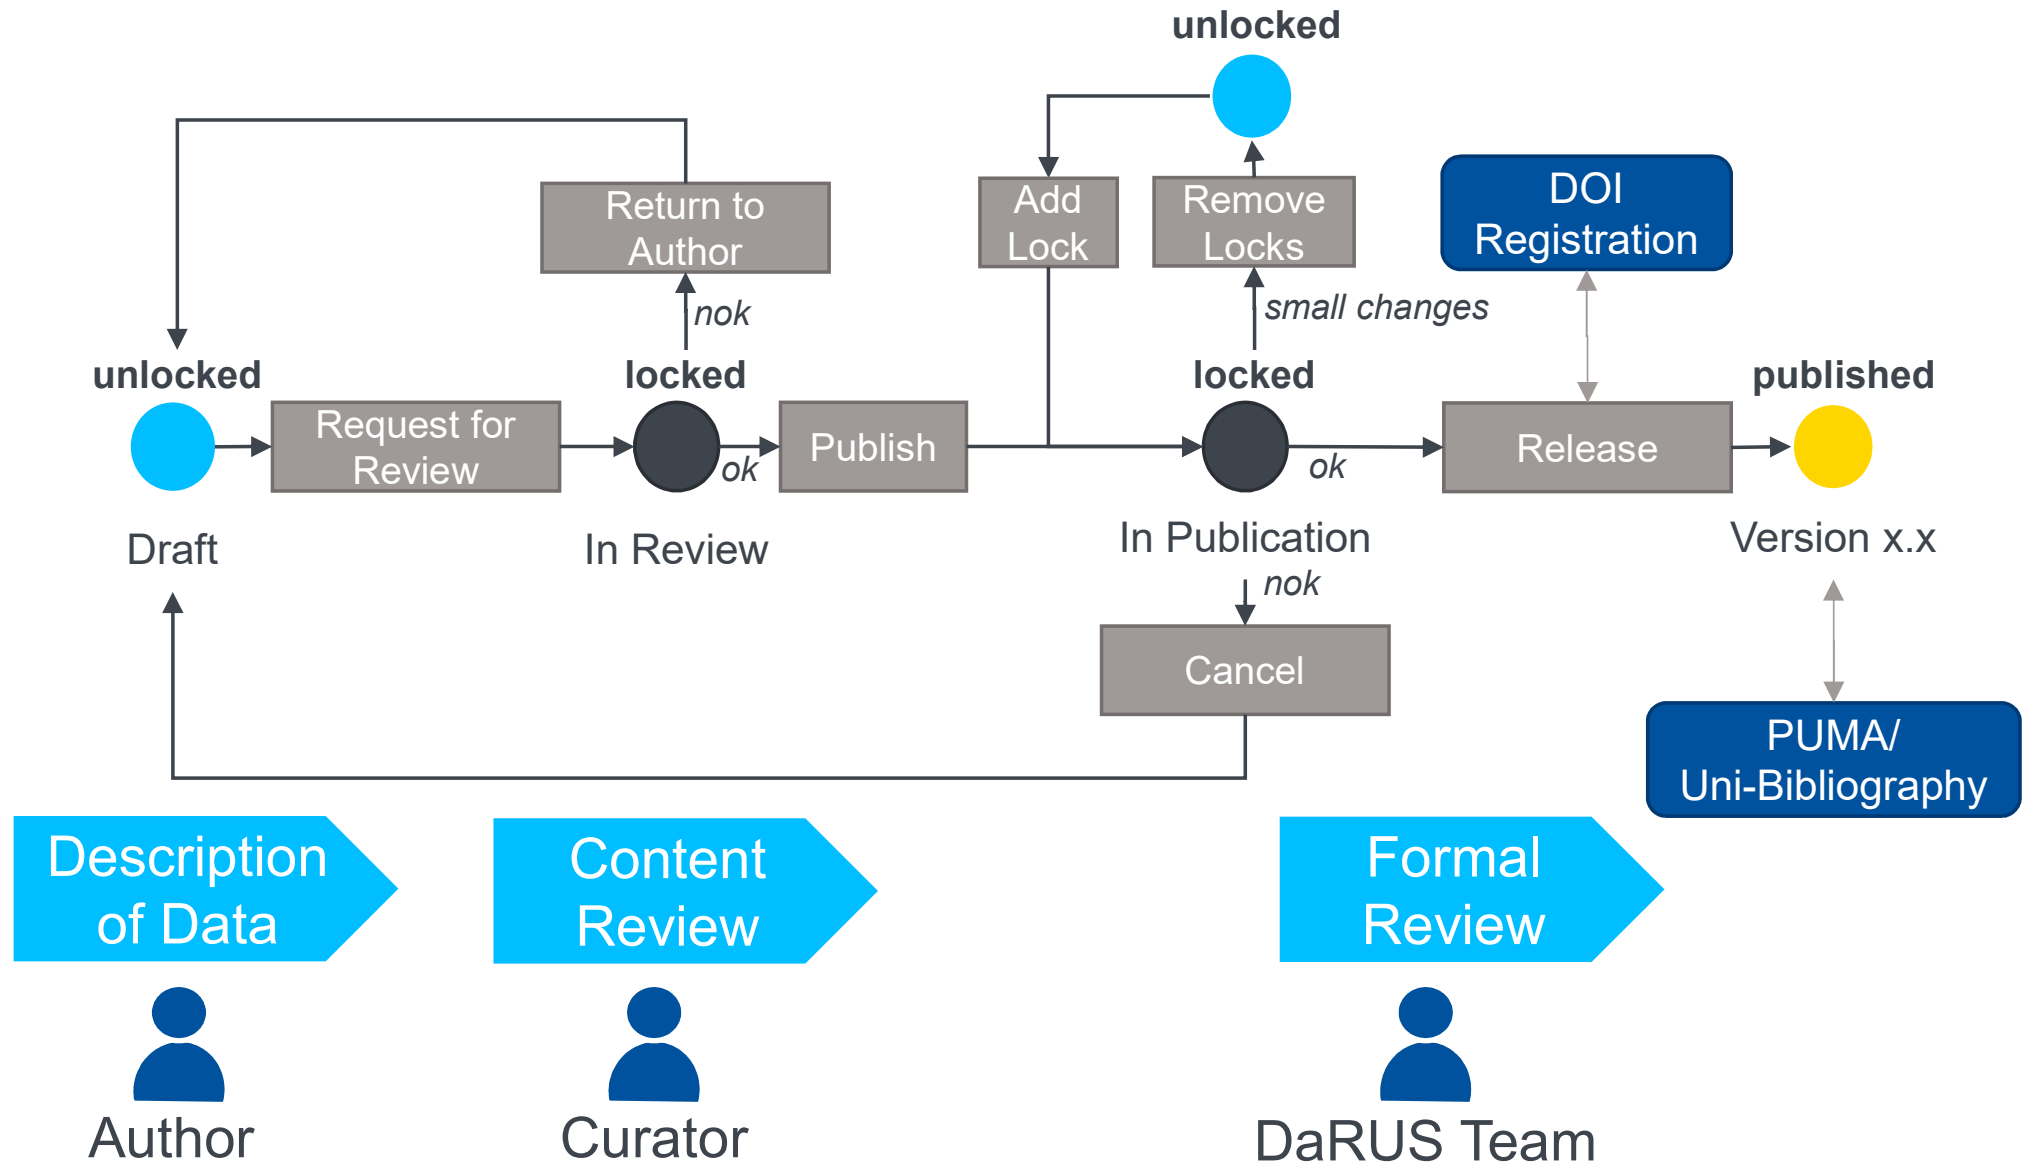 unlocked
Return to
Author
Add
Lock
Remove
Locks
DOI
Registration
nok
small changes
unlocked
locked
locked
published
Request for
Review
ok
Publish
ok
Release
Draft
In Review
In Publication
Version x.x
nok
Cancel
PUMA/
Uni-Bibliography
Description
of Data
Content
Review
Formal
Review
Author
Curator
DaRUS Team